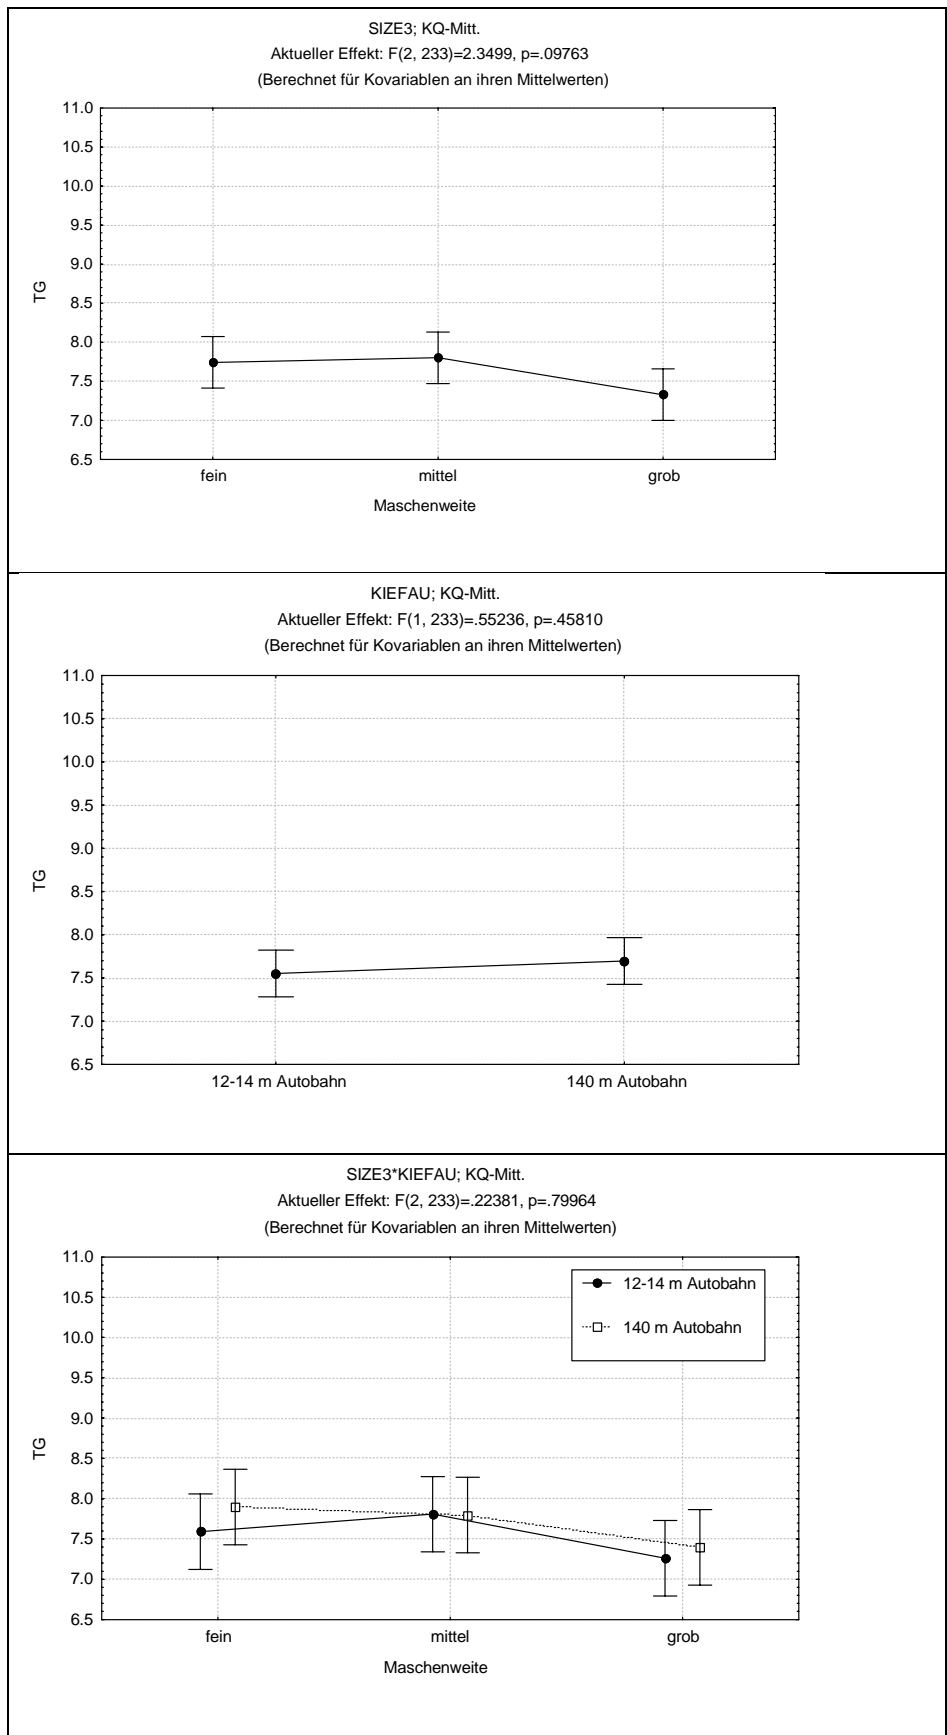 SIZE3; KQ-Mitt.
Aktueller Effekt: F(2, 233)=2.3499, p=.09763
(Berechnet für Kovariablen an ihren Mittelwerten)
11.0
10.5
10.0
9.5
9.0
8.5
8.0
7.5
7.0
6.5
TG
fein mittel grob
Maschenweite
KIEFAU; KQ-Mitt.
Aktueller Effekt: F(1, 233)=.55236, p=.45810
(Berechnet für Kovariablen an ihren Mittelwerten)
11.0
10.5
10.0
9.5
9.0
8.5
8.0
7.5
7.0
6.5
TG
12-14 m Autobahn 140 m Autobahn
SIZE3*KIEFAU; KQ-Mitt.
Aktueller Effekt: F(2, 233)=.22381, p=.79964
(Berechnet für Kovariablen an ihren Mittelwerten)
11.0
10.5
10.0
9.5
9.0
8.5
8.0
7.5
7.0
6.5
TG
12-14 m Autobahn
140 m Autobahn
fein mittel grob
Maschenweite